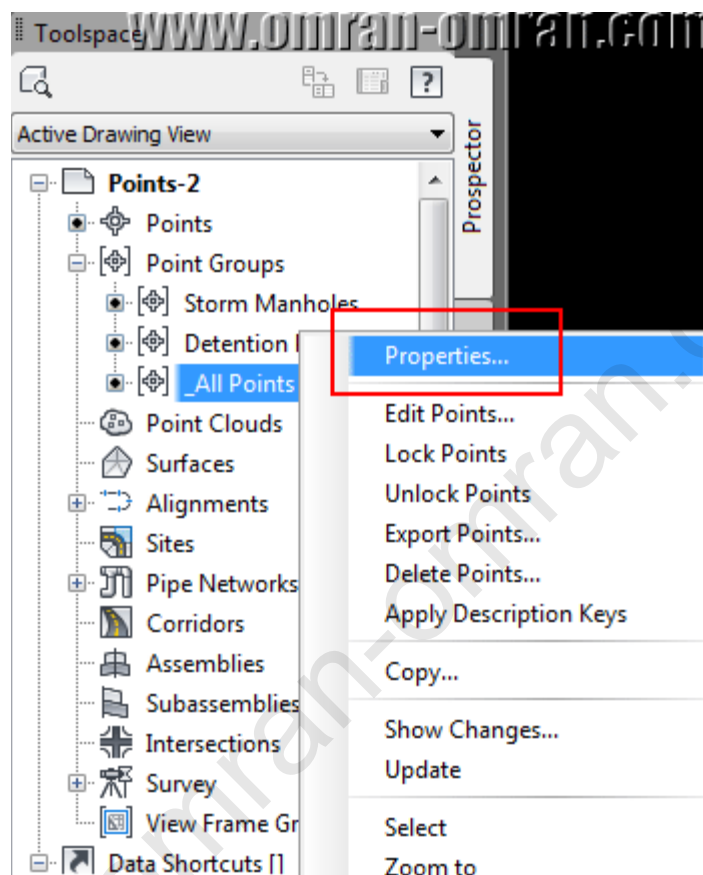 Toolspace
www.omran-omran.com
?
Active Drawing View
Prospector
Points-2
Points
Point Groups
Storm Manholes
Detention
_All Points
Point Clouds
Surfaces
Alignments
Sites
Pipe Networks
Corridors
Assemblies
Subassemblies
Intersections
Survey
View Frame Gr
Data Shortcuts []
Properties...
Edit Points...
Lock Points
Unlock Points
Export Points...
Delete Points...
Apply Description Keys
Copy...
Show Changes...
Update
Select
Zoom to
omran-omran.